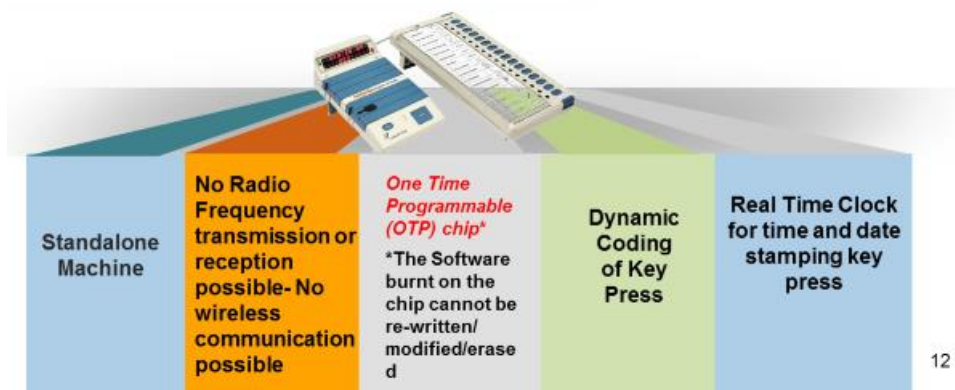 Standalone
Machine
No Radio
Frequency
transmission or
reception
possible- No
wireless
communication
possible
One Time
Programmable
(OTP) chip*
*The Software
burnt on the
chip cannot be
re-written/
modified/erase
d
Dynamic
Coding
of Key
Press
Real Time Clock
for time and date
stamping key
press
12